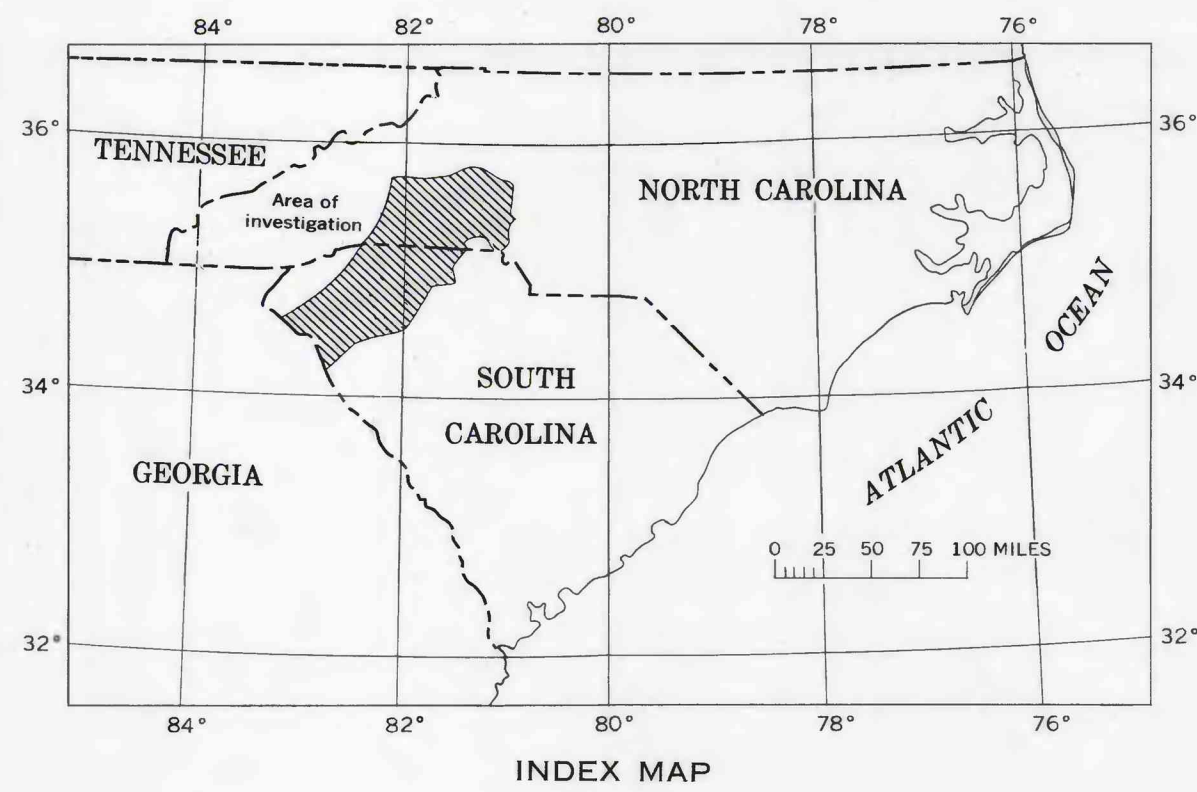 84° 82° 80° 78° 76°
36° 36°
TENNESSEE
NORTH CAROLINA
Area of
investigation
OCEAN
34° 34°
SOUTH
CAROLINA
ATLANTIC
GEORGIA
0 25 50 75 100 MILES
32° 32°
84° 82° 80° 78° 76°
INDEX MAP